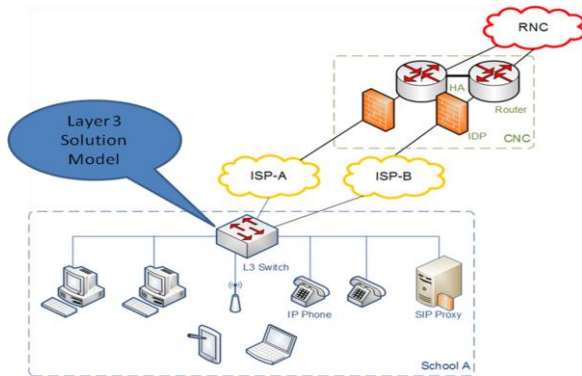 RNC
HA
Router
IDP
CNC
Layer 3
Solution
Model
ISP-A
ISP-B
L3 Switch
IP Phone
SIP Proxy
School A